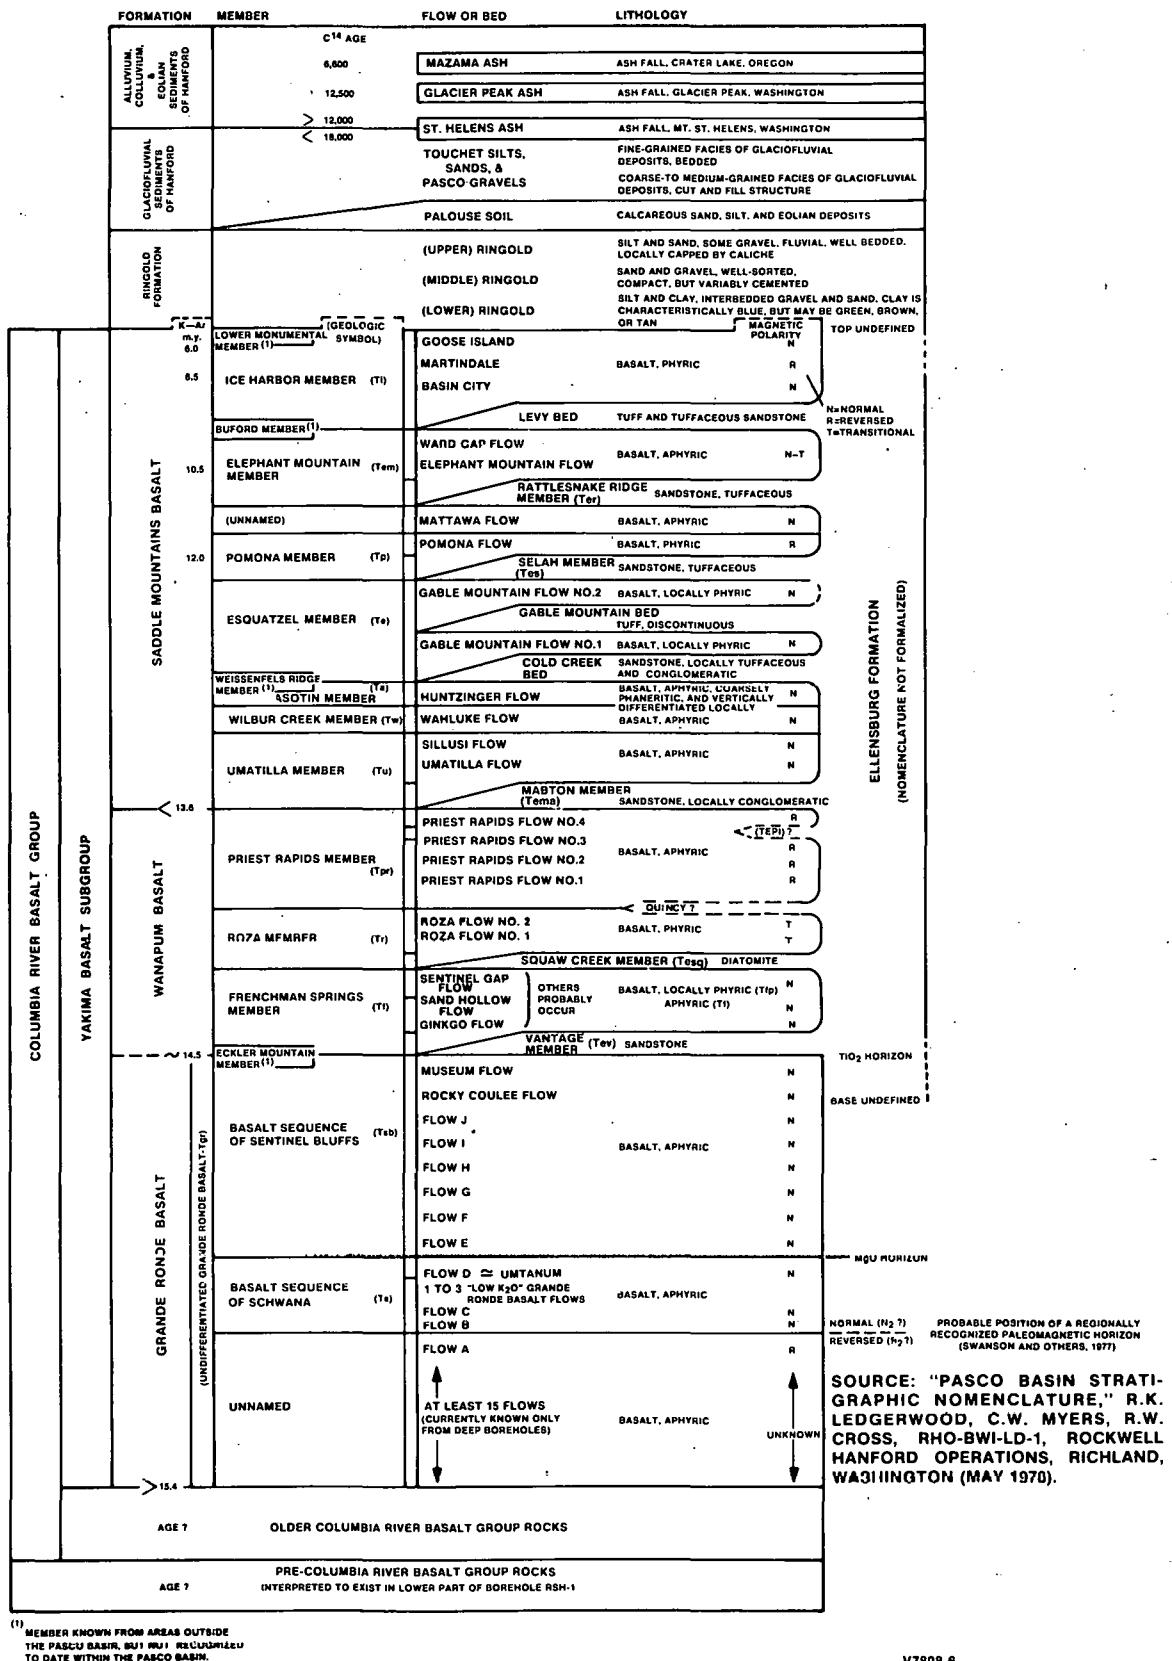 FORMATION MEMBER FLOW OR BED LITHOLOGY
ALLUVIUM,
COLLUVIUM,
&
EOLIAN
SEDIMENTS
OF HANFORD
C14 AGE
6,600 MAZAMA ASH ASH FALL, CRATER LAKE, OREGON
12,500 GLACIER PEAK ASH ASH FALL, GLACIER PEAK, WASHINGTON
> 12,000
< 18,000
ST. HELENS ASH ASH FALL, MT. ST. HELENS, WASHINGTON
GLACIOFLUVIAL
SEDIMENTS
OF HANFORD
TOUCHET SILTS,
SANDS, &
PASCO GRAVELS
FINE-GRAINED FACIES OF GLACIOFLUVIAL
DEPOSITS, BEDDED
COARSE-TO MEDIUM-GRAINED FACIES OF GLACIOFLUVIAL
DEPOSITS, CUT AND FILL STRUCTURE
PALOUSE SOIL CALCAREOUS SAND, SILT, AND EOLIAN DEPOSITS
RINGOLD
FORMATION
(UPPER) RINGOLD SILT AND SAND, SOME GRAVEL, FLUVIAL, WELL BEDDED,
LOCALLY CAPPED BY CALICHE
(MIDDLE) RINGOLD SAND AND GRAVEL, WELL-SORTED,
COMPACT, BUT VARIABLY CEMENTED
(LOWER) RINGOLD SILT AND CLAY, INTERBEDDED GRAVEL AND SAND. CLAY IS
CHARACTERISTICALLY BLUE, BUT MAY BE GREEN, BROWN,
OR TAN
COLUMBIA RIVER BASALT GROUP
YAKIMA BASALT SUBGROUP
SADDLE MOUNTAINS BASALT
K–Ar
m.y.
(GEOLOGIC
SYMBOL)
MAGNETIC
POLARITY
TOP UNDEFINED
6.0 LOWER MONUMENTAL
MEMBER(1)
GOOSE ISLAND N
8.5 ICE HARBOR MEMBER (Ti) MARTINDALE BASALT, PHYRIC R
BASIN CITY N
N=NORMAL
R=REVERSED
T=TRANSITIONAL
LEVY BED TUFF AND TUFFACEOUS SANDSTONE
BUFORD MEMBER(1)
10.5 ELEPHANT MOUNTAIN
MEMBER (Tem)
WARD GAP FLOW
ELEPHANT MOUNTAIN FLOW BASALT, APHYRIC N–T
RATTLESNAKE RIDGE
MEMBER (Ter) SANDSTONE, TUFFACEOUS
(UNNAMED) MATTAWA FLOW BASALT, APHYRIC N
12.0 POMONA MEMBER (Tp) POMONA FLOW BASALT, PHYRIC R
SELAH MEMBER
(Tes) SANDSTONE, TUFFACEOUS
ESQUATZEL MEMBER (Te)
GABLE MOUNTAIN FLOW NO.2 BASALT, LOCALLY PHYRIC N
GABLE MOUNTAIN BED
TUFF, DISCONTINUOUS
GABLE MOUNTAIN FLOW NO.1 BASALT, LOCALLY PHYRIC N
COLD CREEK
BED
SANDSTONE, LOCALLY TUFFACEOUS
AND CONGLOMERATIC
WEISSENFELS RIDGE
MEMBER(1)
ASOTIN MEMBER (Ta) HUNTZINGER FLOW
BASALT, APHYRIC, COARSELY
PHANERITIC, AND VERTICALLY
DIFFERENTIATED LOCALLY
N
WILBUR CREEK MEMBER (Tw) WAHLUKE FLOW BASALT, APHYRIC N
UMATILLA MEMBER (Tu)
SILLUSI FLOW N
UMATILLA FLOW BASALT, APHYRIC N
MABTON MEMBER
(Tema) SANDSTONE, LOCALLY CONGLOMERATIC
ELLENSBURG FORMATION
(NOMENCLATURE NOT FORMALIZED)
< 13.6
WANAPUM BASALT
PRIEST RAPIDS MEMBER
(Tpr)
PRIEST RAPIDS FLOW NO.4 R
(TEPI) ?
PRIEST RAPIDS FLOW NO.3 R
BASALT, APHYRIC
PRIEST RAPIDS FLOW NO.2 R
PRIEST RAPIDS FLOW NO.1 R
QUINCY ?
ROZA MEMBER (Tr)
ROZA FLOW NO. 2 T
ROZA FLOW NO. 1 BASALT, PHYRIC T
SQUAW CREEK MEMBER (Tesq) DIATOMITE
FRENCHMAN SPRINGS
MEMBER (Tf)
SENTINEL GAP
FLOW
SAND HOLLOW
FLOW
GINKGO FLOW
OTHERS
PROBABLY
OCCUR
BASALT, LOCALLY PHYRIC (Tfp) N
APHYRIC (Tf) N
N
VANTAGE
MEMBER (Tev) SANDSTONE
~ 14.5 ECKLER MOUNTAIN
MEMBER(1)
TIO2 HORIZON
BASE UNDEFINED
GRANDE RONDE BASALT
(UNDIFFERENTIATED GRANDE RONDE BASALT-Tgr)
BASALT SEQUENCE
OF SENTINEL BLUFFS (Tsb)
MUSEUM FLOW N
ROCKY COULEE FLOW N
FLOW J N
FLOW I BASALT, APHYRIC N
FLOW H N
FLOW G N
FLOW F N
FLOW E N
MgO HORIZON
BASALT SEQUENCE
OF SCHWANA (Ts)
FLOW D ≅ UMTANUM N
1 TO 3 "LOW K2O" GRANDE
RONDE BASALT FLOWS
BASALT, APHYRIC
FLOW C N
FLOW B N
NORMAL (N2 ?)
REVERSED (R2?)
PROBABLE POSITION OF A REGIONALLY
RECOGNIZED PALEOMAGNETIC HORIZON
(SWANSON AND OTHERS, 1977)
FLOW A R
UNNAMED
AT LEAST 15 FLOWS
(CURRENTLY KNOWN ONLY
FROM DEEP BOREHOLES)
BASALT, APHYRIC
UNKNOWN
> 15.4
SOURCE: "PASCO BASIN STRATI-
GRAPHIC NOMENCLATURE," R.K.
LEDGERWOOD, C.W. MYERS, R.W.
CROSS, RHO-BWI-LD-1, ROCKWELL
HANFORD OPERATIONS, RICHLAND,
WASHINGTON (MAY 1970).
AGE ? OLDER COLUMBIA RIVER BASALT GROUP ROCKS
PRE-COLUMBIA RIVER BASALT GROUP ROCKS
AGE ? INTERPRETED TO EXIST IN LOWER PART OF BOREHOLE RSH-1
(1) MEMBER KNOWN FROM AREAS OUTSIDE
THE PASCO BASIN, BUT NOT RECOGNIZED
TO DATE WITHIN THE PASCO BASIN.